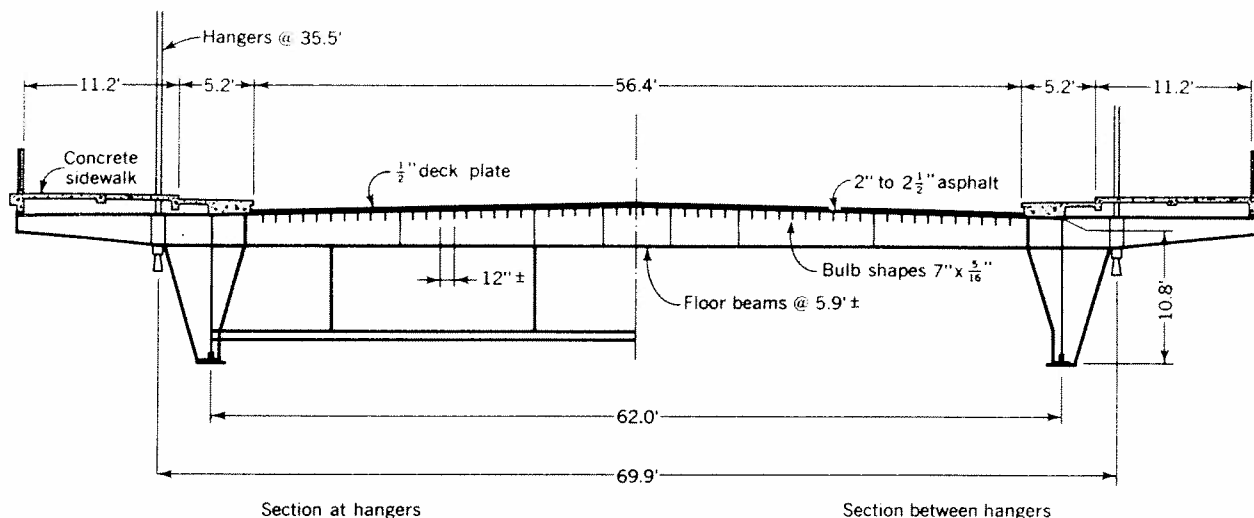 Hangers @ 35.5'
11.2'
5.2'
56.4'
5.2'
11.2'
Concrete
sidewalk
1/2" deck plate
2" to 2 1/2" asphalt
12" ±
Bulb shapes 7" x 5/16"
Floor beams @ 5.9' ±
10.8'
62.0'
69.9'
Section at hangers
Section between hangers